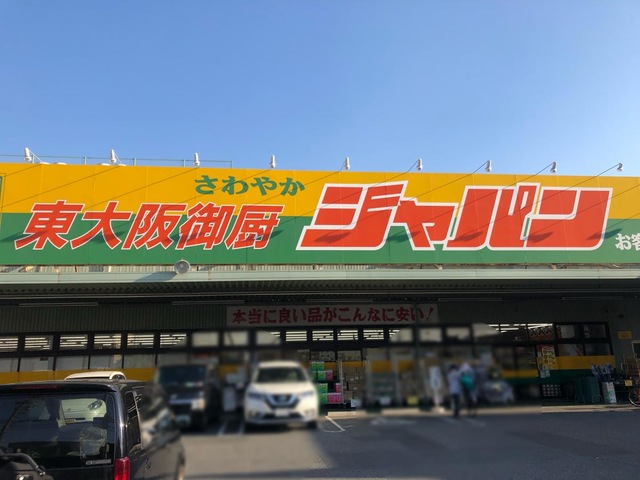 さわやか
東大阪御厨 ジャパン
お客
本当に良い品がこんなに安い!